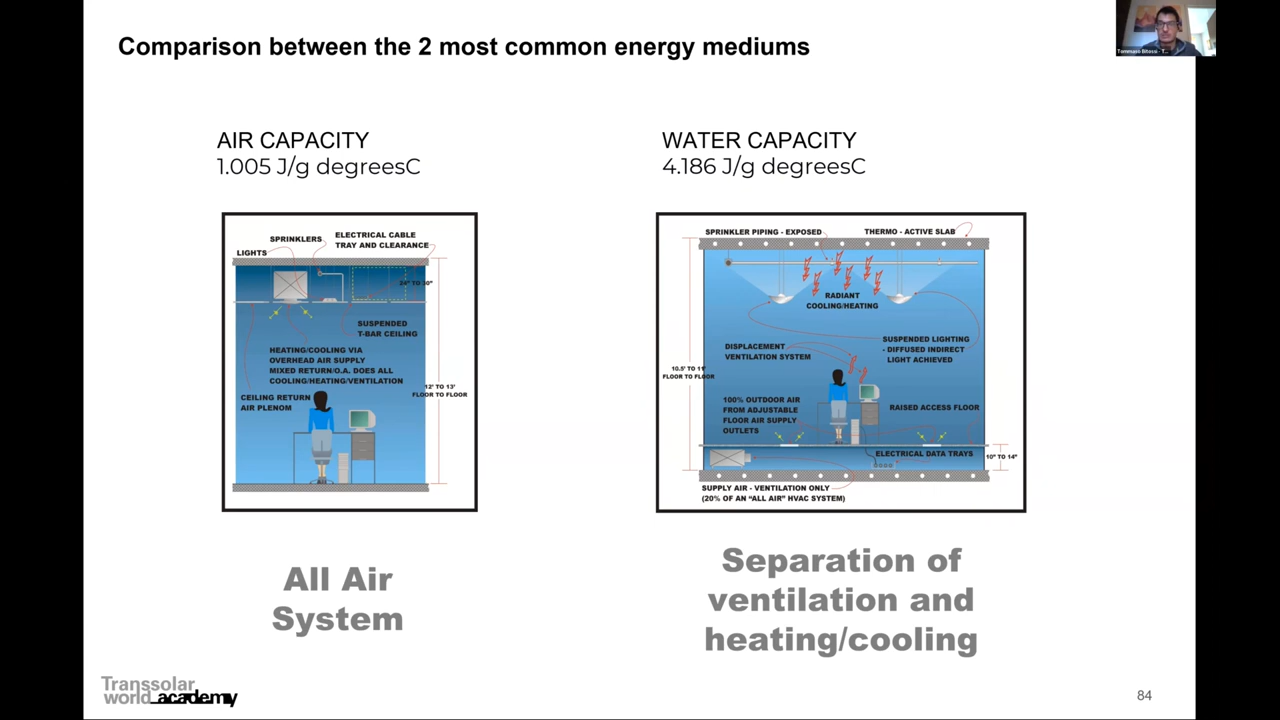 Comparison between the 2 most common energy mediums
Tommaso Bitossi - T...
AIR CAPACITY
1.005 J/g degreesC
WATER CAPACITY
4.186 J/g degreesC
LIGHTS
SPRINKLERS
ELECTRICAL CABLE
TRAY AND CLEARANCE
24" TO 30"
SUSPENDED
T-BAR CEILING
HEATING/COOLING VIA
OVERHEAD AIR SUPPLY
MIXED RETURN/O.A. DOES ALL
COOLING/HEATING/VENTILATION
CEILING RETURN
AIR PLENOM
12' TO 13'
FLOOR TO FLOOR
SPRINKLER PIPING - EXPOSED
THERMO - ACTIVE SLAB
RADIANT
COOLING/HEATING
DISPLACEMENT
VENTILATION SYSTEM
SUSPENDED LIGHTING
- DIFFUSED INDIRECT
LIGHT ACHIEVED
10.5' TO 11'
FLOOR TO FLOOR
100% OUTDOOR AIR
FROM ADJUSTABLE
FLOOR AIR SUPPLY
OUTLETS
RAISED ACCESS FLOOR
ELECTRICAL DATA TRAYS
10" TO 14"
SUPPLY AIR - VENTILATION ONLY
(20% OF AN "ALL AIR" HVAC SYSTEM)
All Air
System
Separation of
ventilation and
heating/cooling
Transsolar
world academy
84